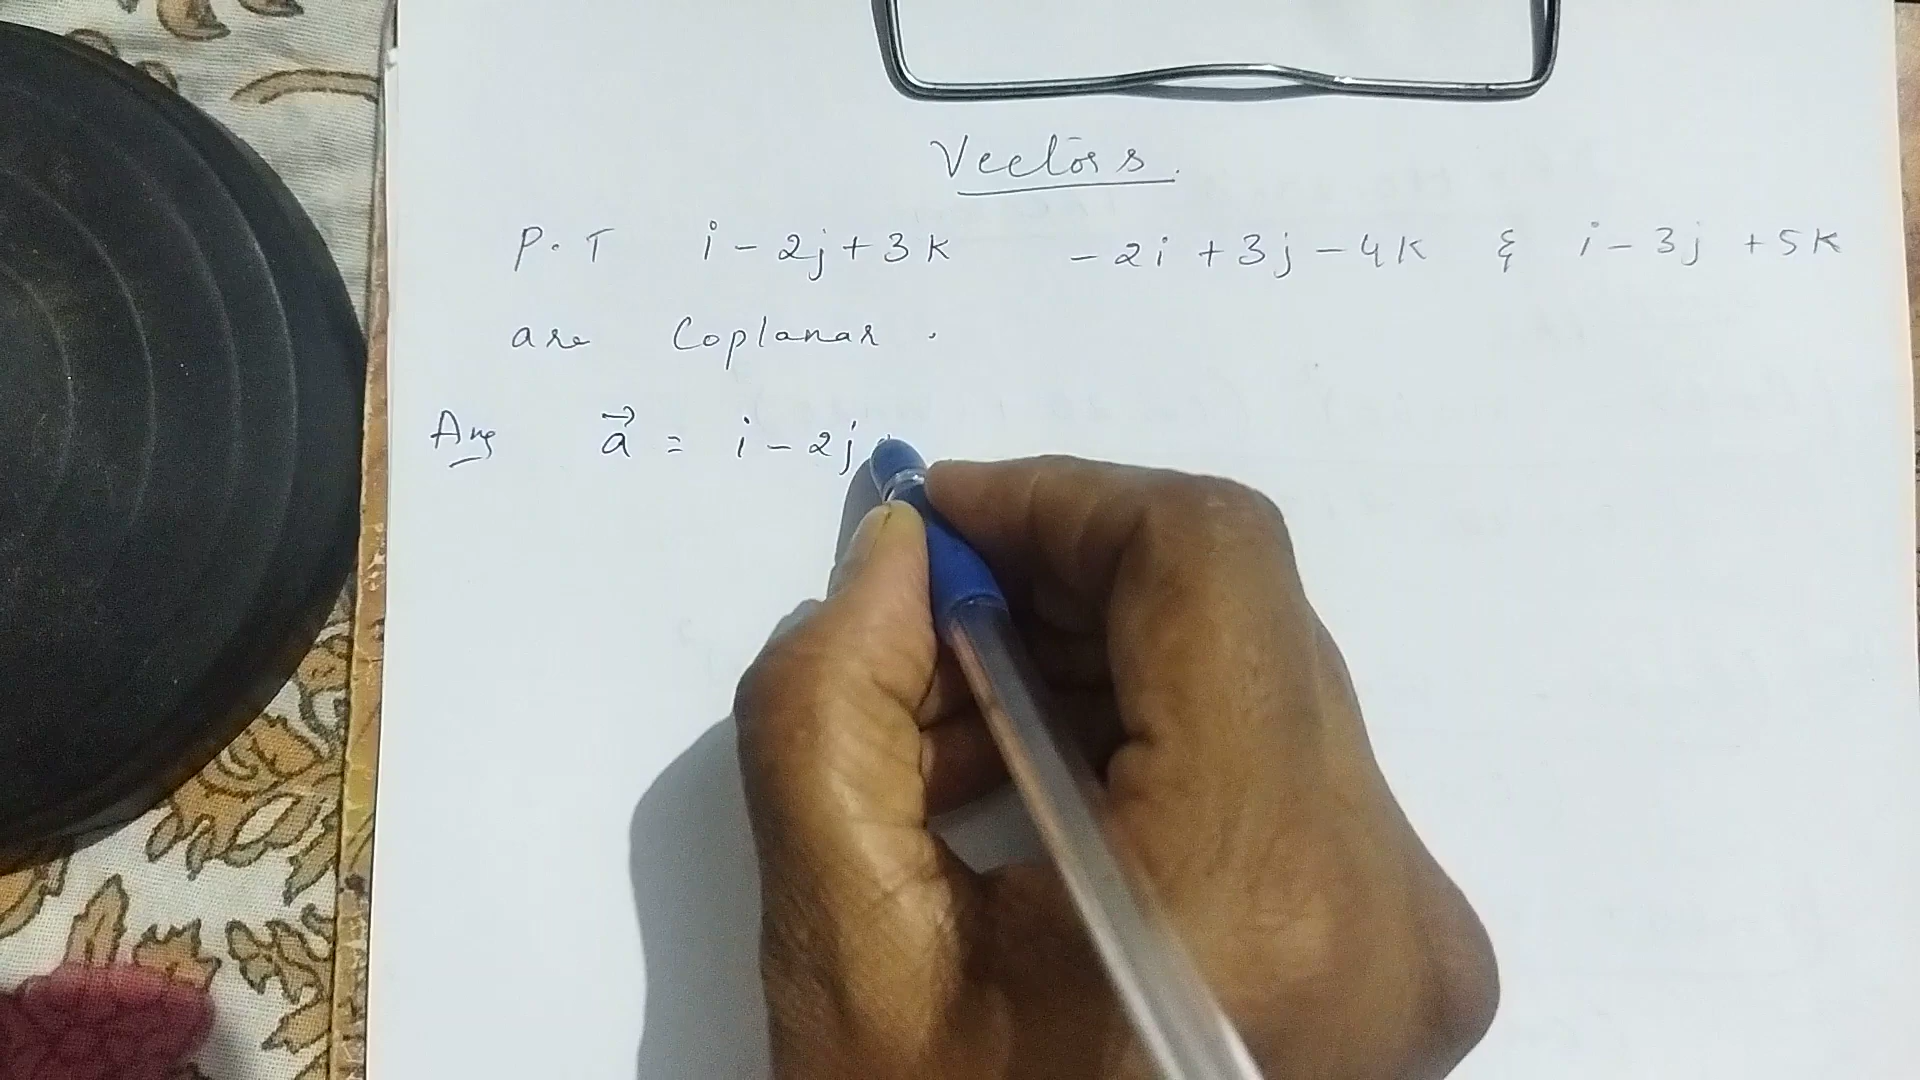 Vectors.
P.T i - 2j + 3k -2i + 3j - 4k & i - 3j + 5k
are Coplanar.
Ans a⃗ = i - 2j